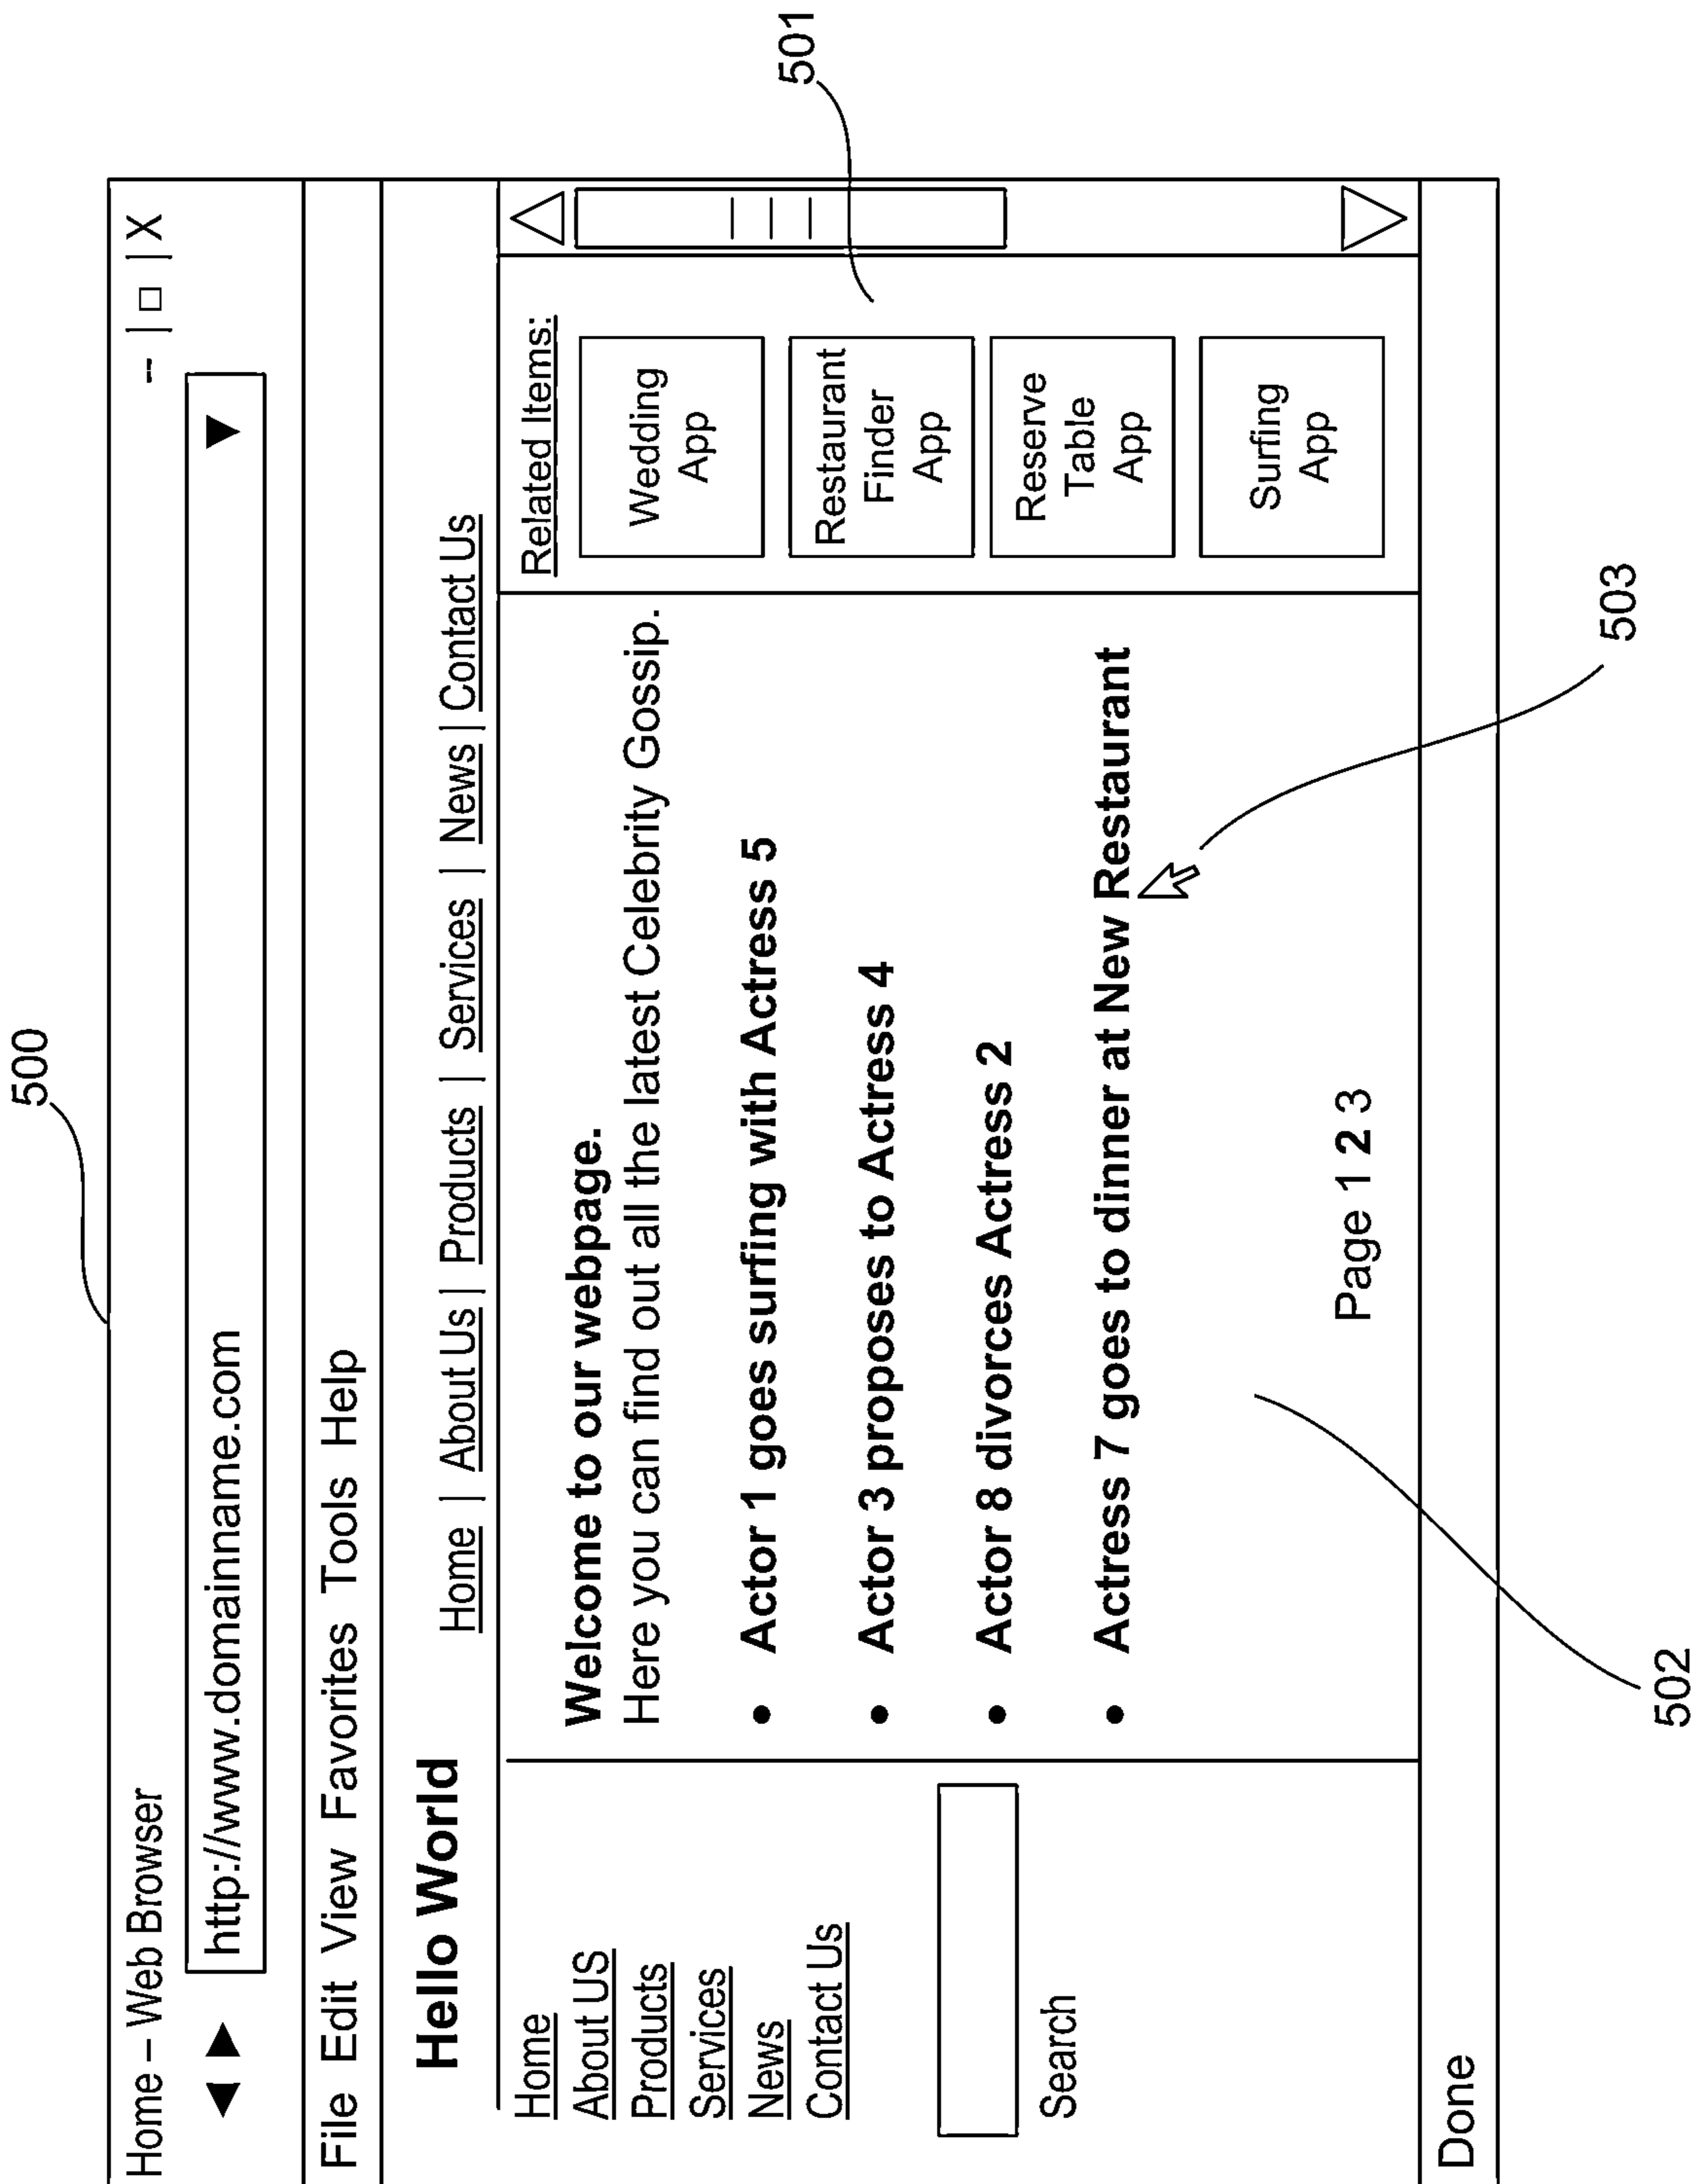 500
Home – Web Browser
-- | □ | X
http://www.domainname.com
File Edit View Favorites Tools Help
Hello World
Home | About Us | Products | Services | News | Contact Us
Home
About US
Products
Services
News
Contact Us
Search
Welcome to our webpage.
Here you can find out all the latest Celebrity Gossip.
• Actor 1 goes surfing with Actress 5
• Actor 3 proposes to Actress 4
• Actor 8 divorces Actress 2
• Actress 7 goes to dinner at New Restaurant
Page 1 2 3
Related Items:
Wedding
App
Restaurant
Finder
App
Reserve
Table
App
Surfing
App
501
Done
502
503